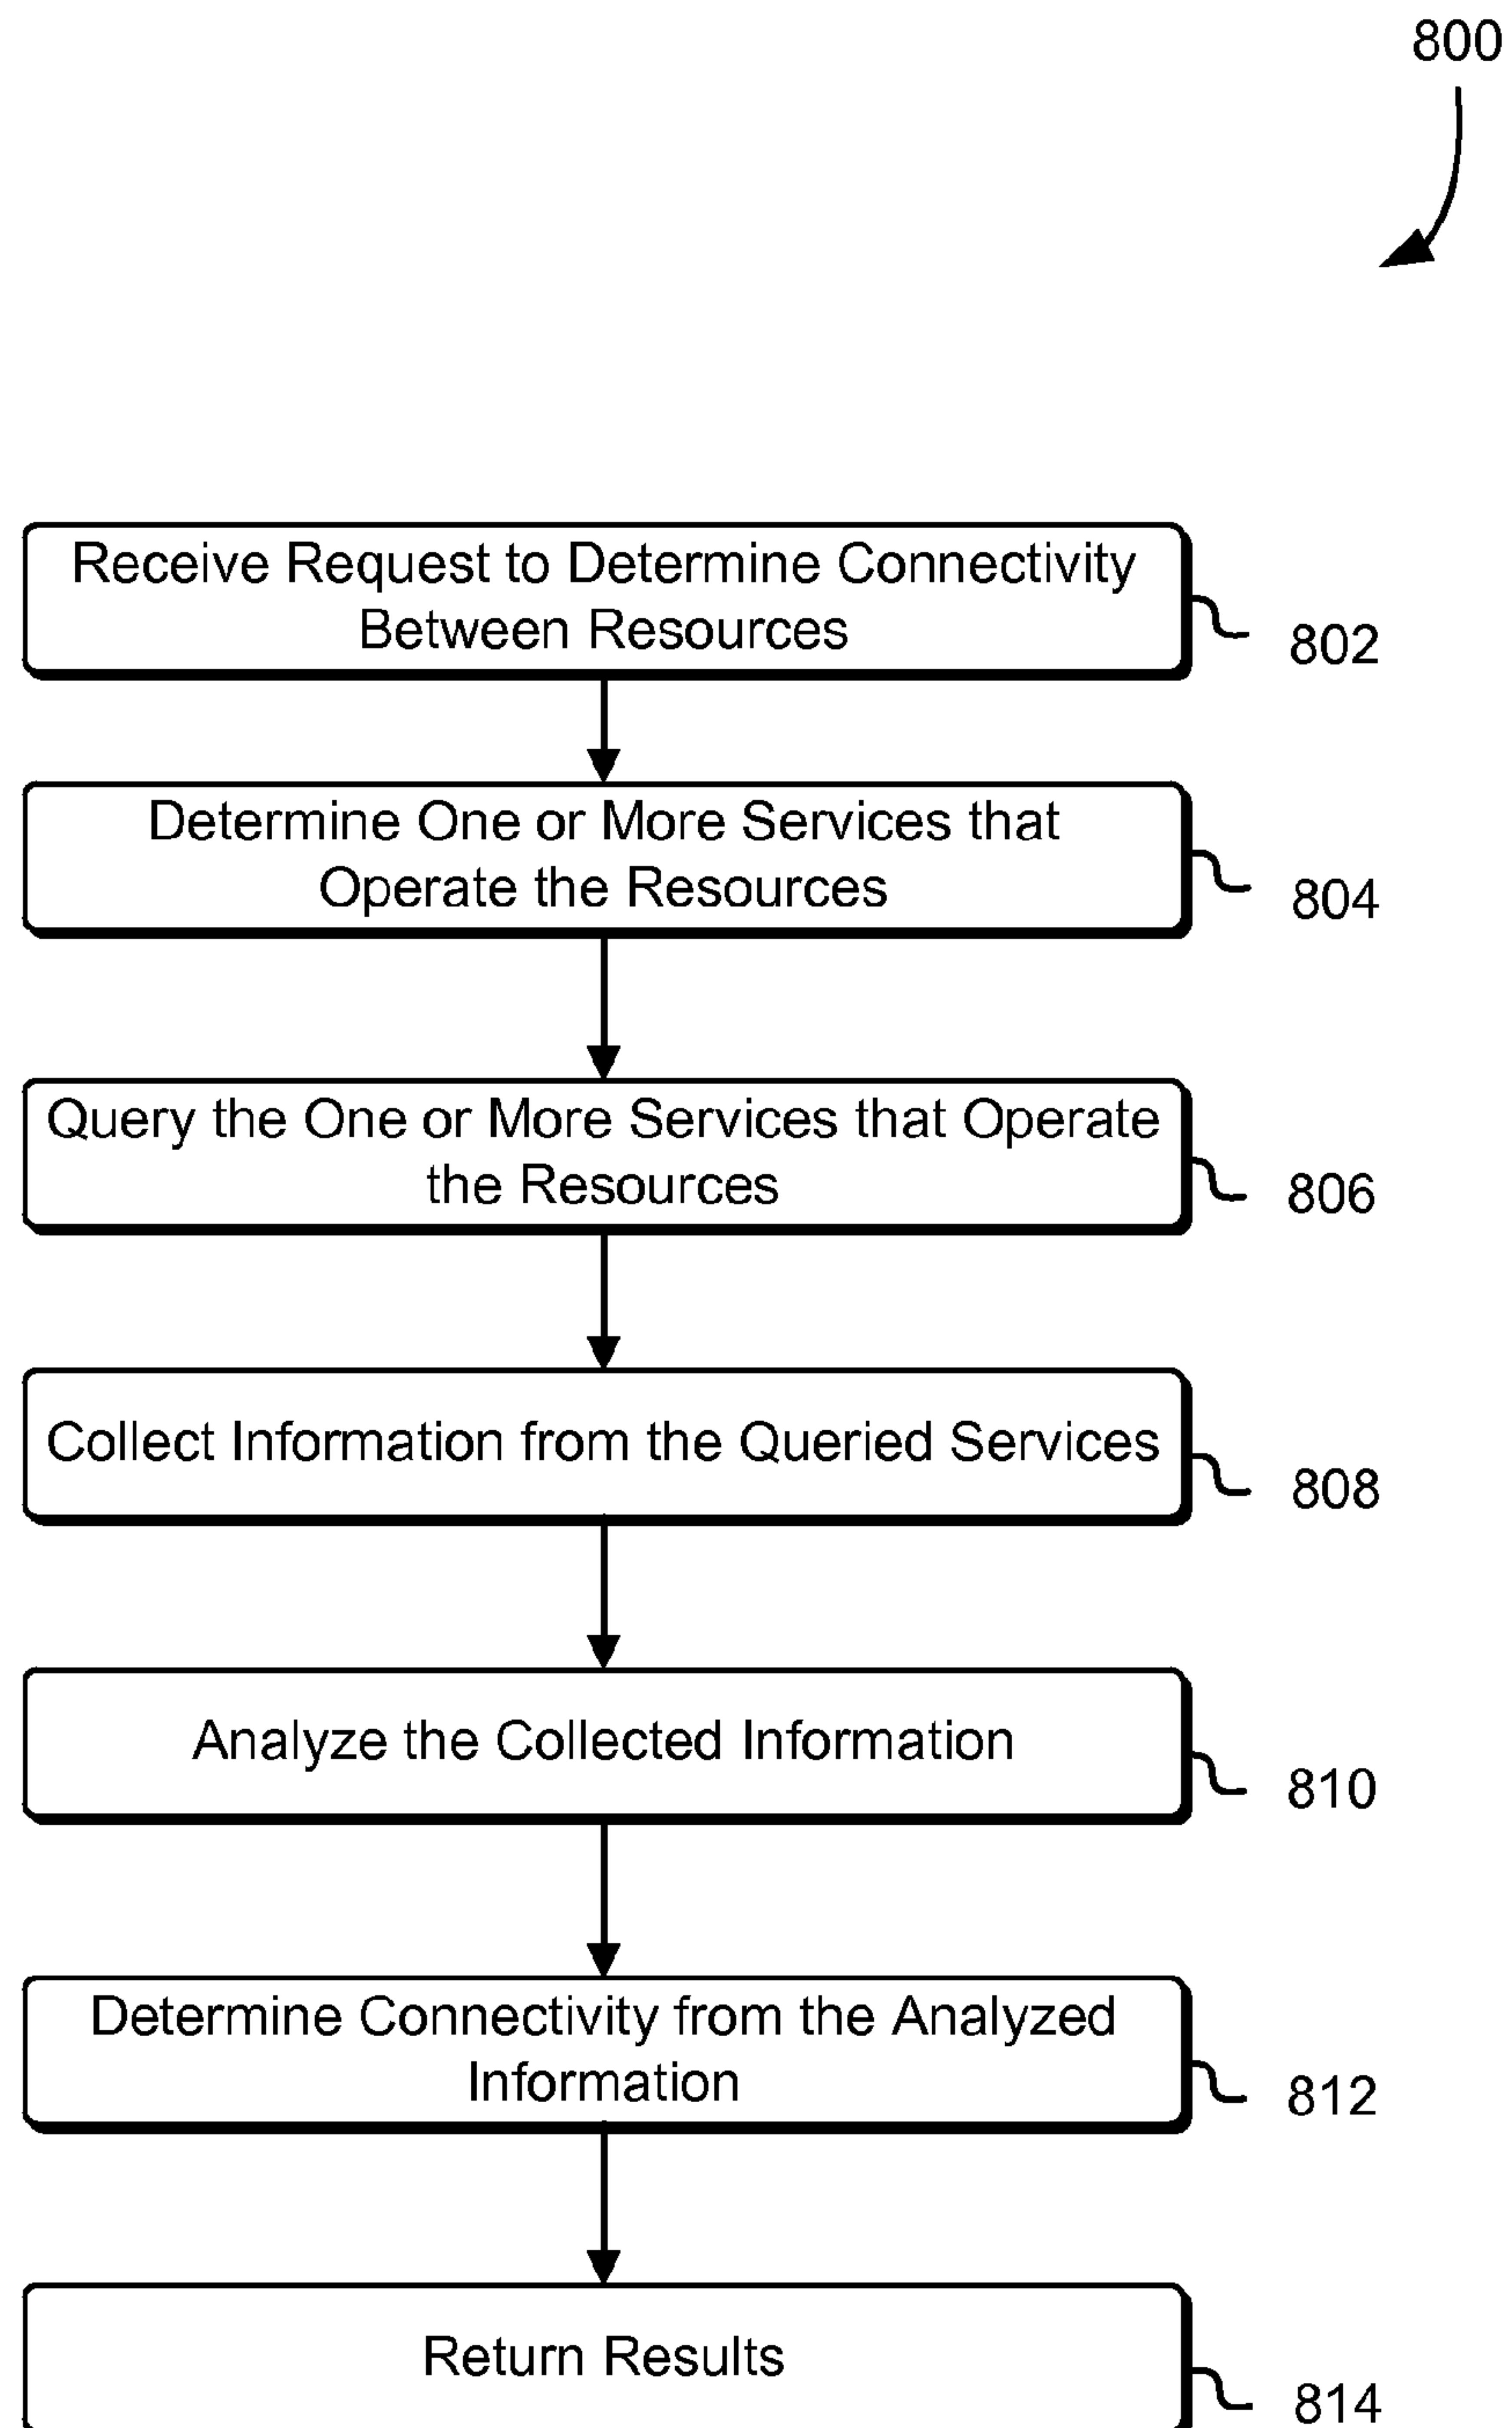 800
Receive Request to Determine Connectivity
Between Resources
802
Determine One or More Services that
Operate the Resources
804
Query the One or More Services that Operate
the Resources
806
Collect Information from the Queried Services
808
Analyze the Collected Information
810
Determine Connectivity from the Analyzed
Information
812
Return Results
814